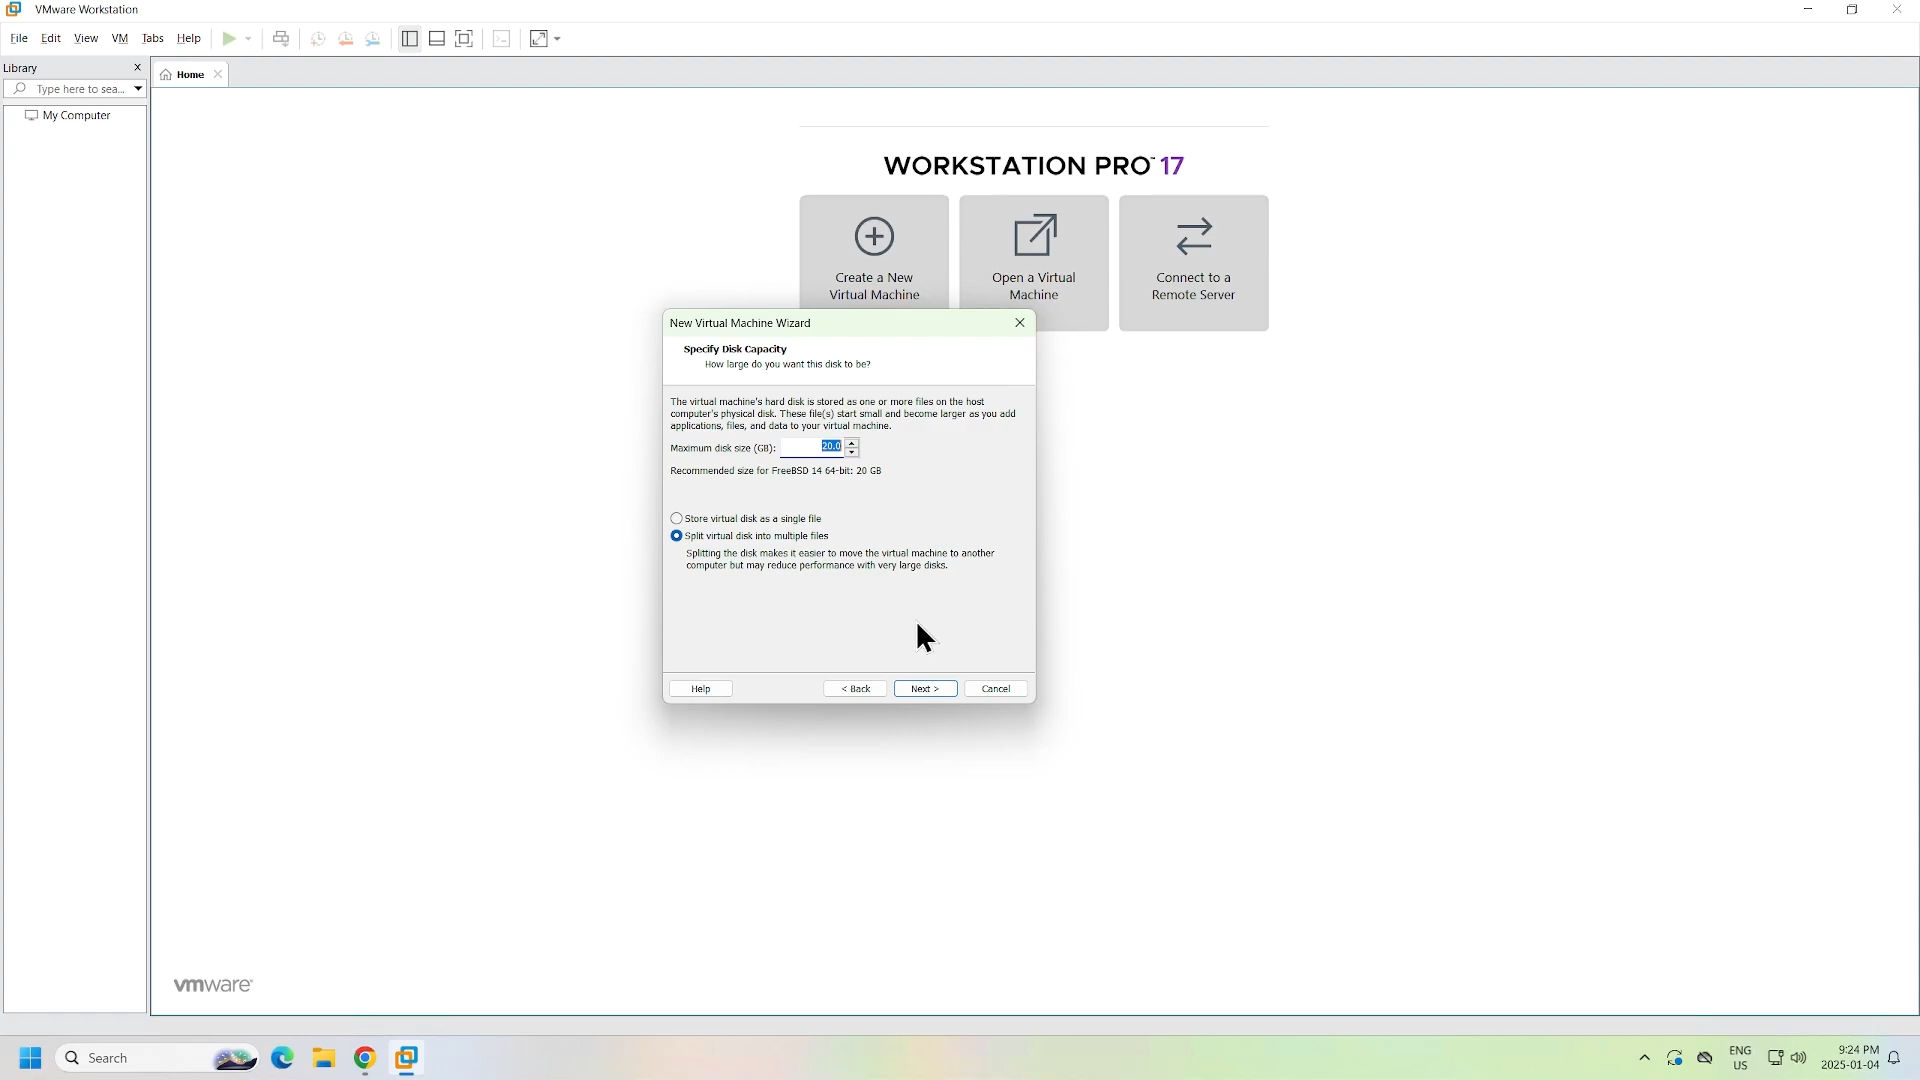 VMware Workstation
File Edit View VM Tabs Help
Library
Type here to sea...
Home
My Computer
WORKSTATION PRO™ 17
Create a New
Virtual Machine
Open a Virtual
Machine
Connect to a
Remote Server
New Virtual Machine Wizard
Specify Disk Capacity
How large do you want this disk to be?
The virtual machine's hard disk is stored as one or more files on the host
computer's physical disk. These file(s) start small and become larger as you add
applications, files, and data to your virtual machine.
Maximum disk size (GB): 20.0
Recommended size for FreeBSD 14 64-bit: 20 GB
Store virtual disk as a single file
Split virtual disk into multiple files
Splitting the disk makes it easier to move the virtual machine to another
computer but may reduce performance with very large disks.
Help < Back Next > Cancel
vmware®
Search
ENG
US
9:24 PM
2025-01-04